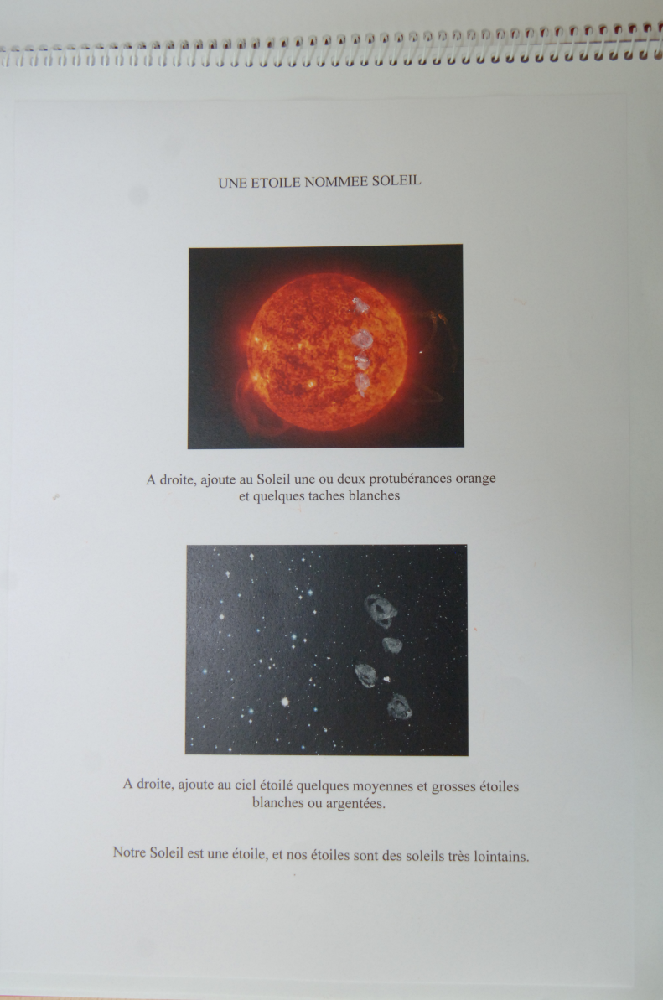 UNE ETOILE NOMMEE SOLEIL
A droite, ajoute au Soleil une ou deux protubérances orange
et quelques taches blanches
A droite, ajoute au ciel étoilé quelques moyennes et grosses étoiles
blanches ou argentées.
Notre Soleil est une étoile, et nos étoiles sont des soleils très lointains.